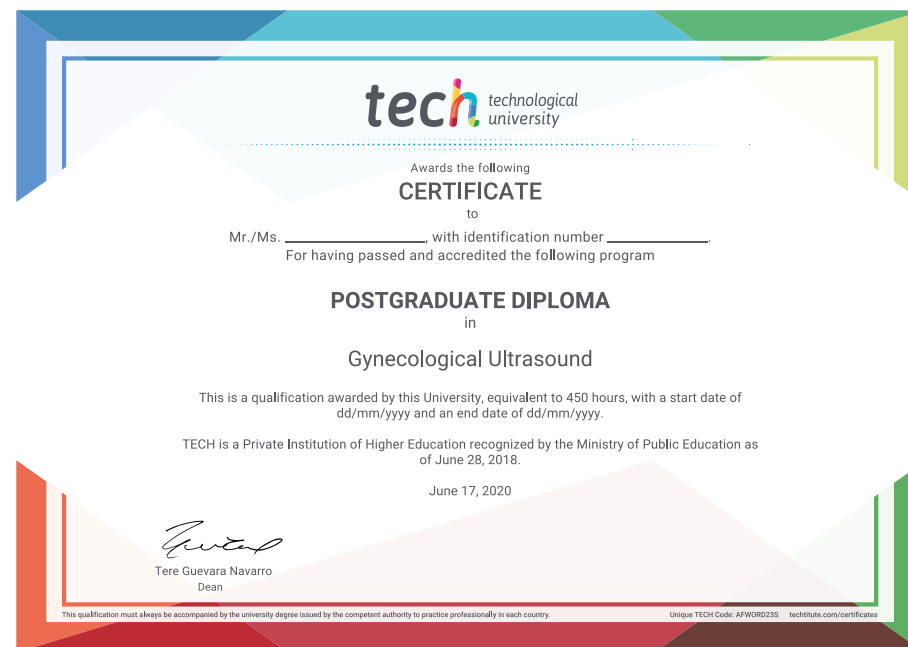 tech technological
university
Awards the following
CERTIFICATE
to
Mr./Ms. ____________________, with identification number ______________.
For having passed and accredited the following program
POSTGRADUATE DIPLOMA
in
Gynecological Ultrasound
This is a qualification awarded by this University, equivalent to 450 hours, with a start date of
dd/mm/yyyy and an end date of dd/mm/yyyy.
TECH is a Private Institution of Higher Education recognized by the Ministry of Public Education as
of June 28, 2018.
June 17, 2020
Tere Guevara Navarro
Dean
This qualification must always be accompanied by the university degree issued by the competent authority to practice professionally in each country. Unique TECH Code: AFWORD23S techtitute.com/certificates